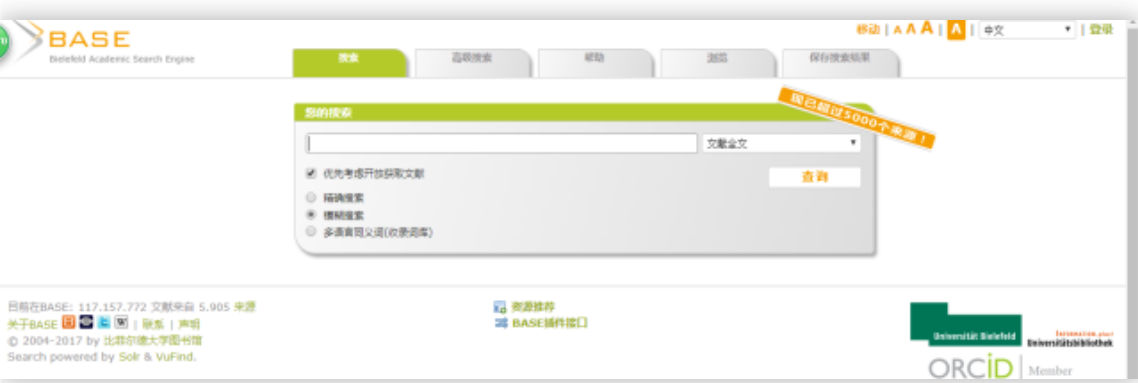 BASE
Bielefeld Academic Search Engine
移动 | A A A | A | 中文 | 登录
搜索
高级搜索
帮助
浏览
保存搜索结果
您的搜索
现已超过5000个来源！
文献全文
优先考虑开放获取文献
查询
精确搜索
模糊搜索
多语言同义词(收录词库)
目前在BASE: 117.157.772 文献来自 5.905 来源
关于BASE | 联系 | 声明
© 2004-2017 by 比菲尔德大学图书馆
Search powered by Solr & VuFind.
资源推荐
BASE插件接口
Universität Bielefeld
Universitätsbibliothek
ORCID Member